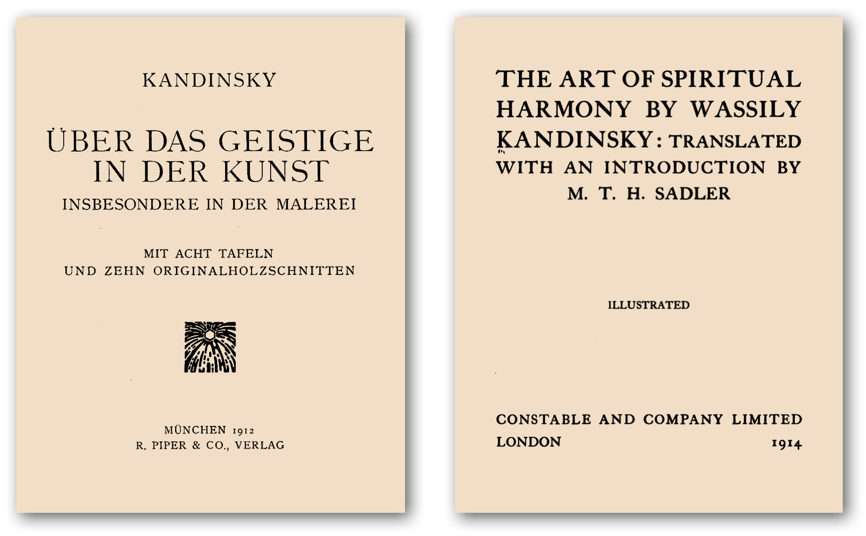 KANDINSKY
ÜBER DAS GEISTIGE
IN DER KUNST
INSBESONDERE IN DER MALEREI
MIT ACHT TAFELN
UND ZEHN ORIGINALHOLZSCHNITTEN
MÜNCHEN 1912
R. PIPER & CO., VERLAG
THE ART OF SPIRITUAL
HARMONY BY WASSILY
KANDINSKY: TRANSLATED
WITH AN INTRODUCTION BY
M. T. H. SADLER
ILLUSTRATED
CONSTABLE AND COMPANY LIMITED
LONDON 1914